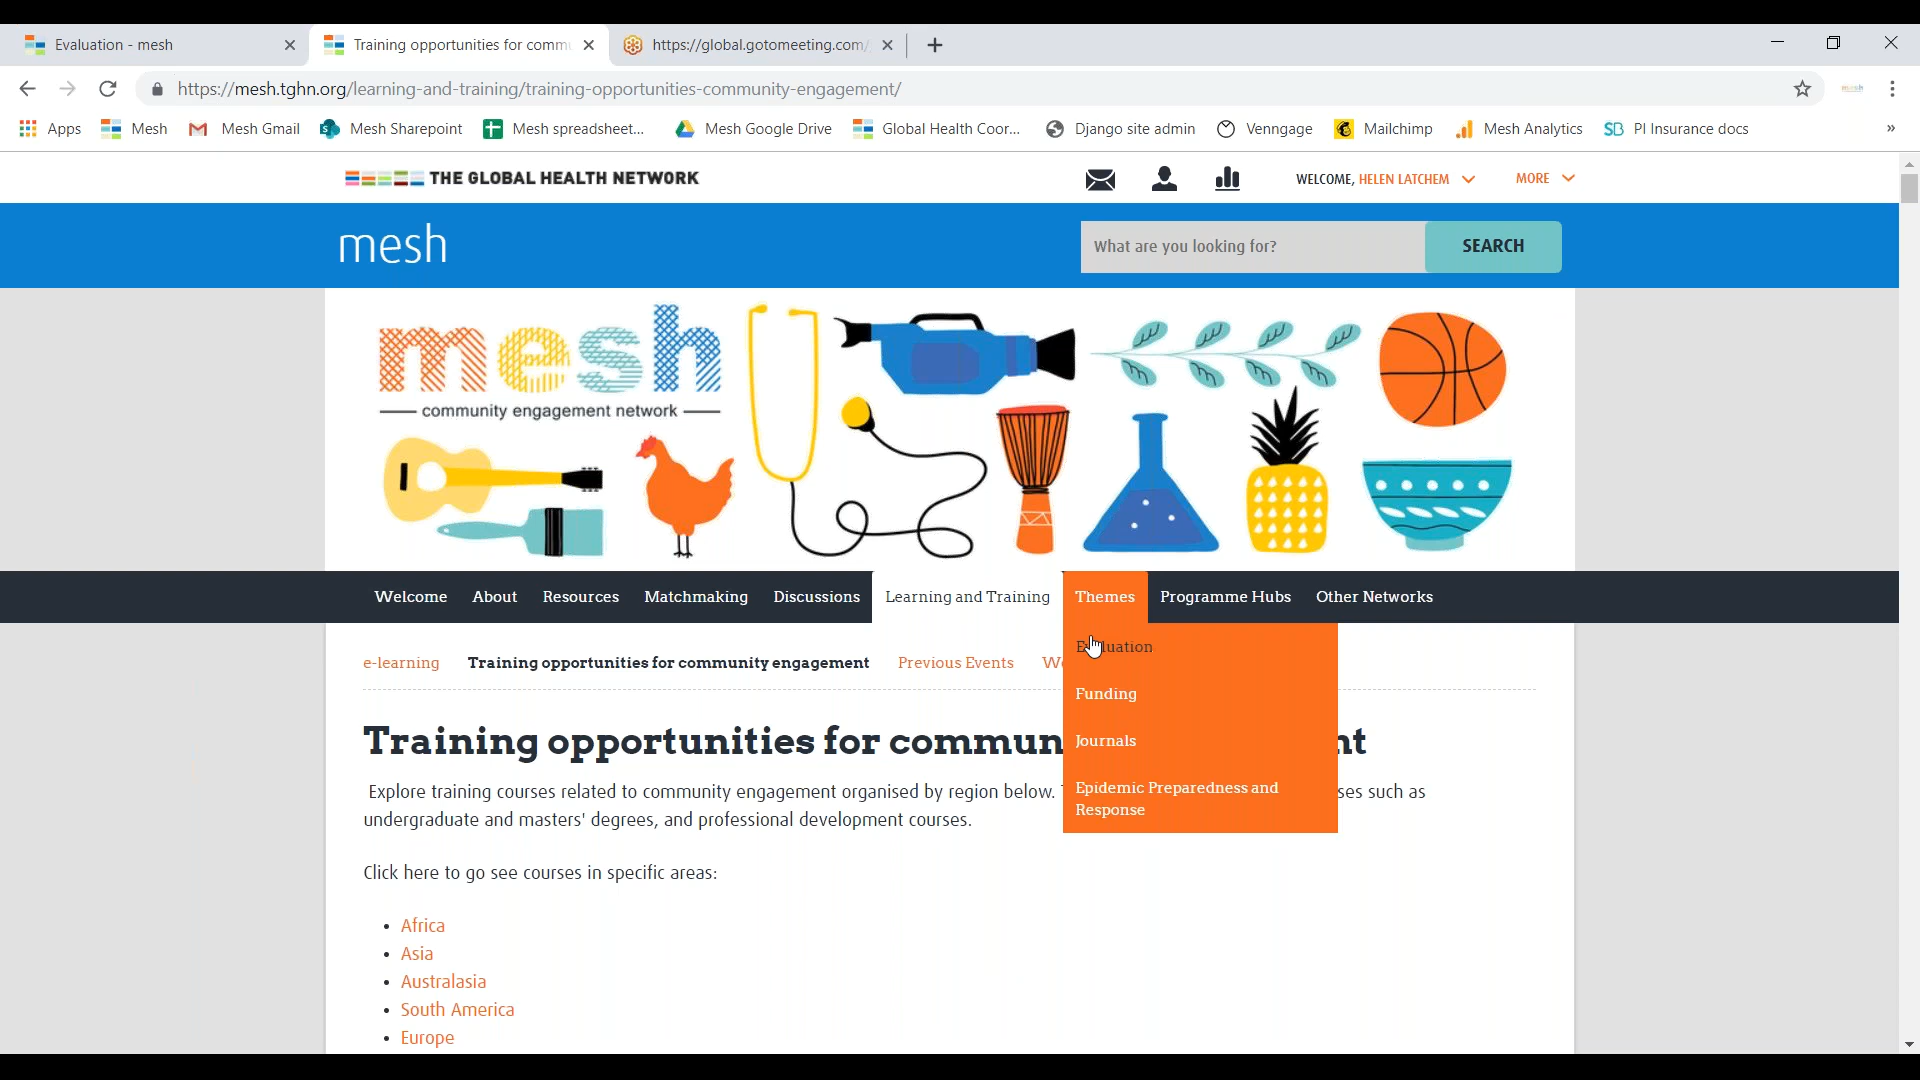 Evaluation - mesh
Training opportunities for comm
https://global.gotomeeting.com/
https://mesh.tghn.org/learning-and-training/training-opportunities-community-engagement/
mesh
Apps
Mesh
Mesh Gmail
Mesh Sharepoint
Mesh spreadsheet...
Mesh Google Drive
Global Health Coor...
Django site admin
Venngage
Mailchimp
Mesh Analytics
SB PI Insurance docs
»
THE GLOBAL HEALTH NETWORK
WELCOME, HELEN LATCHEM
MORE
mesh
What are you looking for?
SEARCH
mesh
community engagement network
Welcome About Resources Matchmaking Discussions Learning and Training Themes Programme Hubs Other Networks
Evaluation
Funding
Journals
Epidemic Preparedness and
Response
e-learning Training opportunities for community engagement Previous Events
Training opportunities for commun nt
Explore training courses related to community engagement organised by region below. ses such as
undergraduate and masters' degrees, and professional development courses.
Click here to go see courses in specific areas:
• Africa
• Asia
• Australasia
• South America
• Europe